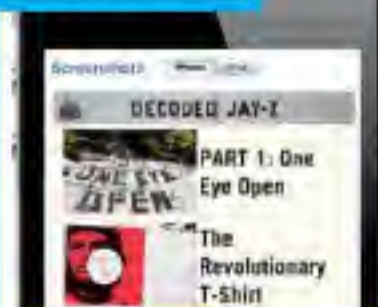 Screenshots
DECODED JAY-Z
ONE EYE
OPEN
PART 1: One
Eye Open
The
Revolutionary
T-Shirt